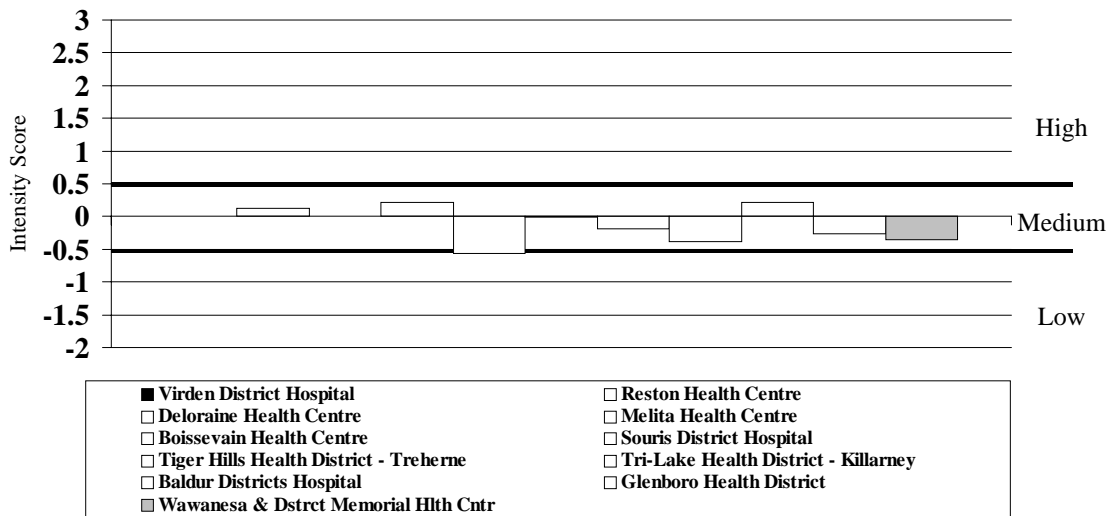 3
2.5
2
1.5
1
0.5
0
-0.5
-1
-1.5
-2
Intensity Score
High
Medium
Low
Virden District Hospital
Reston Health Centre
Deloraine Health Centre
Melita Health Centre
Boissevain Health Centre
Souris District Hospital
Tiger Hills Health District - Treherne
Tri-Lake Health District - Killarney
Baldur Districts Hospital
Glenboro Health District
Wawanesa & Dstrct Memorial Hlth Cntr